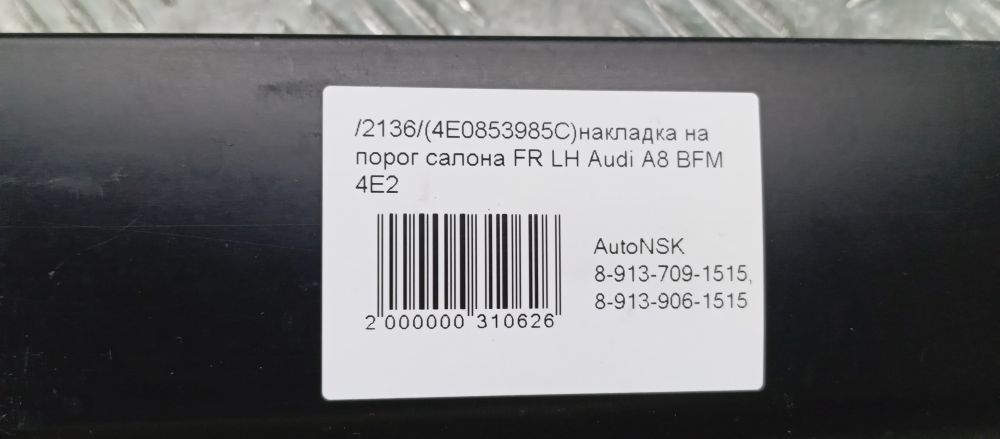 /2136/(4E0853985C)накладка на
порог салона FR LH Audi A8 BFM
4E2
AutoNSK
8-913-709-1515,
8-913-906-1515
2 000000 310626